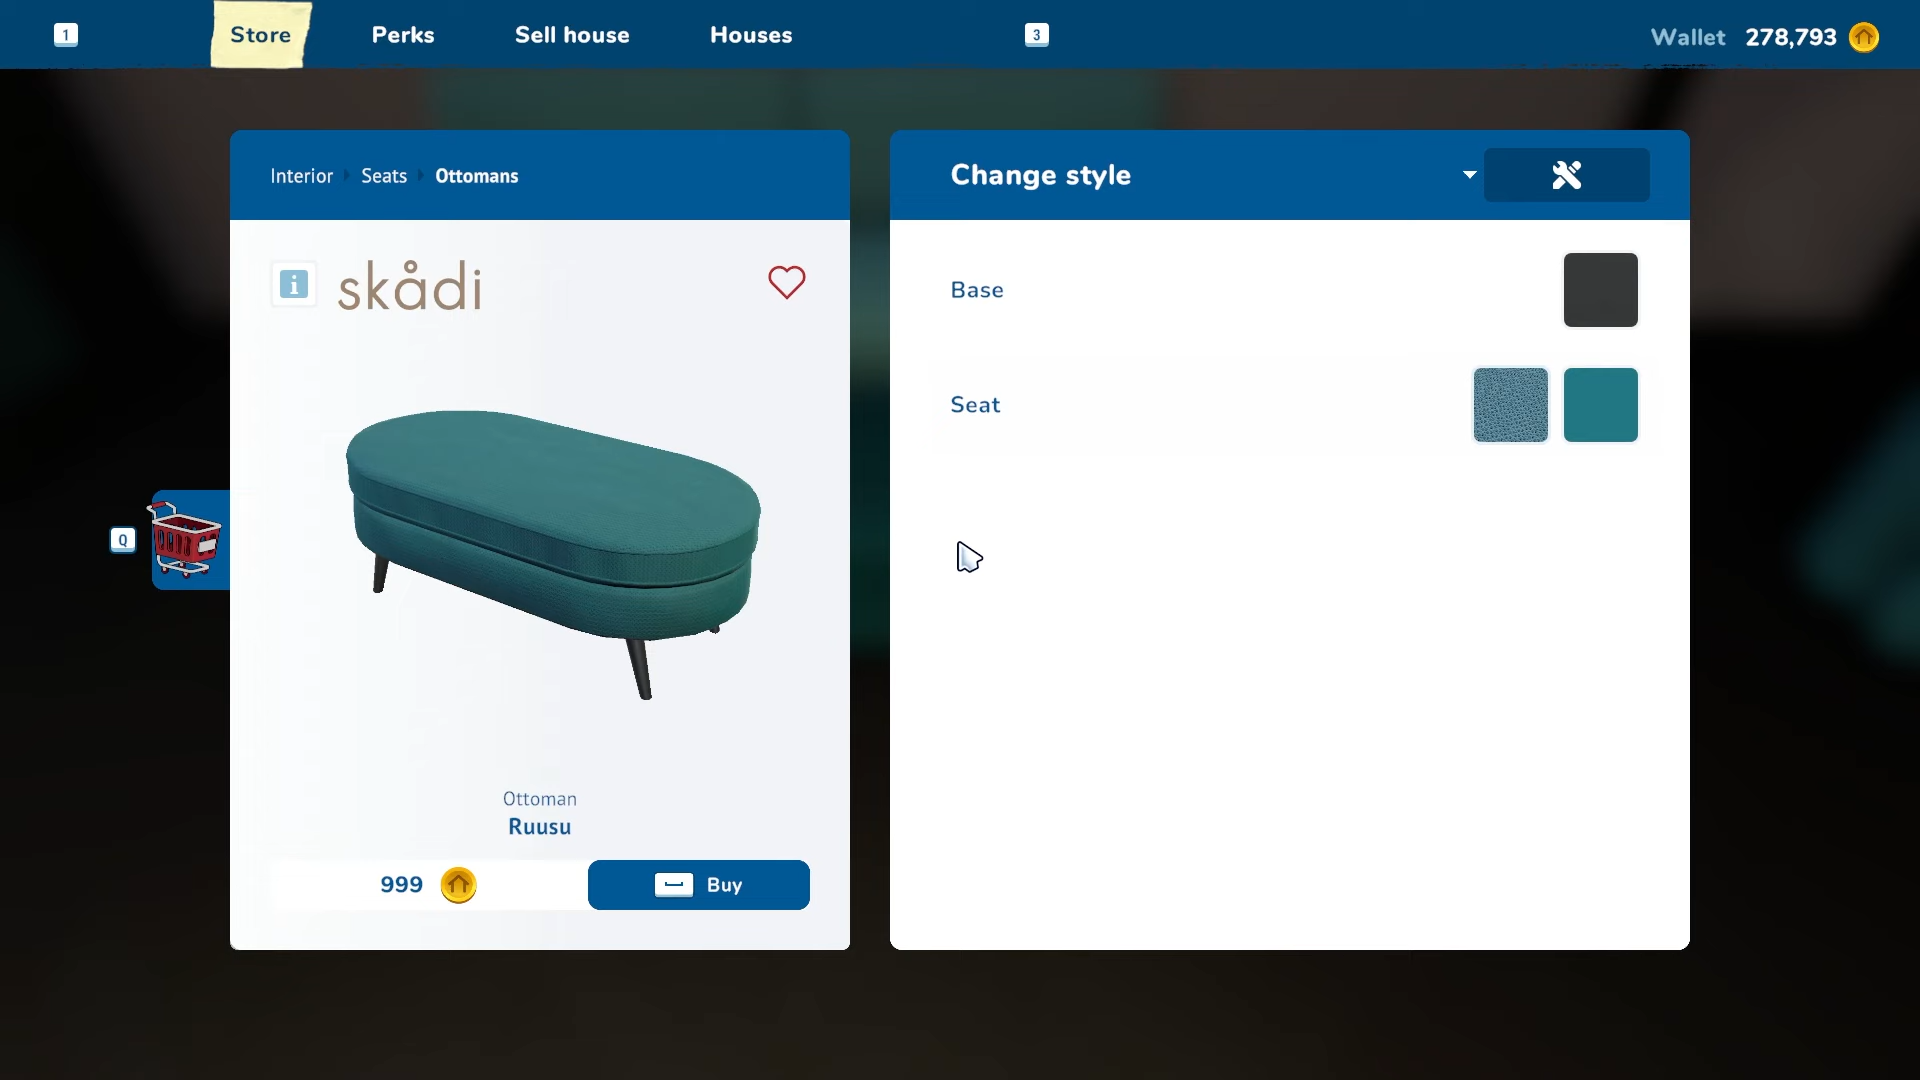 1
Store
Perks
Sell house
Houses
3
Wallet 278,793
Interior Seats Ottomans
i skådi
Change style
Base
Seat
Q
Ottoman
Ruusu
999
Buy